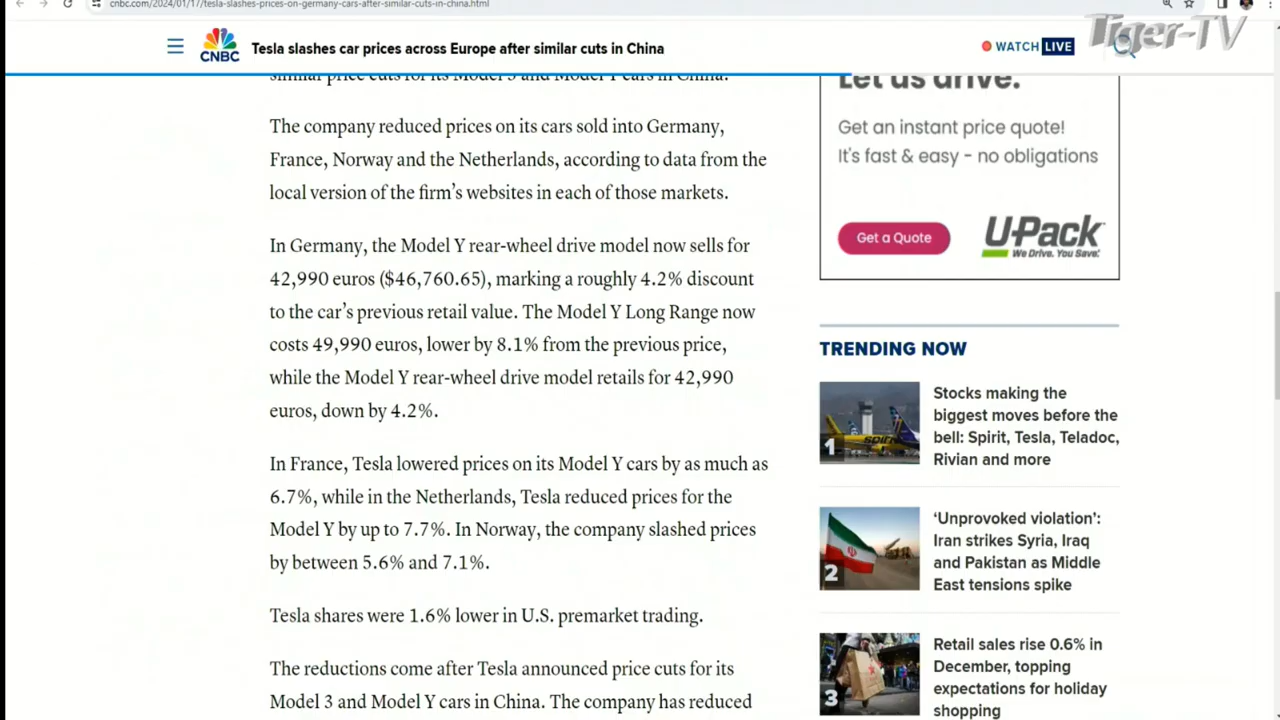 cnbc.com/2024/01/17/tesla-slashes-prices-on-germany-cars-after-similar-cuts-in-china.html
Tiger-TV
CNBC
Tesla slashes car prices across Europe after similar cuts in China
WATCH LIVE
similar price cuts for its Model 3 and Model Y cars in China.
The company reduced prices on its cars sold into Germany,
France, Norway and the Netherlands, according to data from the
local version of the firm's websites in each of those markets.
In Germany, the Model Y rear-wheel drive model now sells for
42,990 euros ($46,760.65), marking a roughly 4.2% discount
to the car's previous retail value. The Model Y Long Range now
costs 49,990 euros, lower by 8.1% from the previous price,
while the Model Y rear-wheel drive model retails for 42,990
euros, down by 4.2%.
In France, Tesla lowered prices on its Model Y cars by as much as
6.7%, while in the Netherlands, Tesla reduced prices for the
Model Y by up to 7.7%. In Norway, the company slashed prices
by between 5.6% and 7.1%.
Tesla shares were 1.6% lower in U.S. premarket trading.
The reductions come after Tesla announced price cuts for its
Model 3 and Model Y cars in China. The company has reduced
Let us drive.
Get an instant price quote!
It's fast & easy - no obligations
Get a Quote
U-Pack
We Drive. You Save.
TRENDING NOW
1
spirit
Stocks making the
biggest moves before the
bell: Spirit, Tesla, Teladoc,
Rivian and more
2
‘Unprovoked violation’:
Iran strikes Syria, Iraq
and Pakistan as Middle
East tensions spike
3
Retail sales rise 0.6% in
December, topping
expectations for holiday
shopping